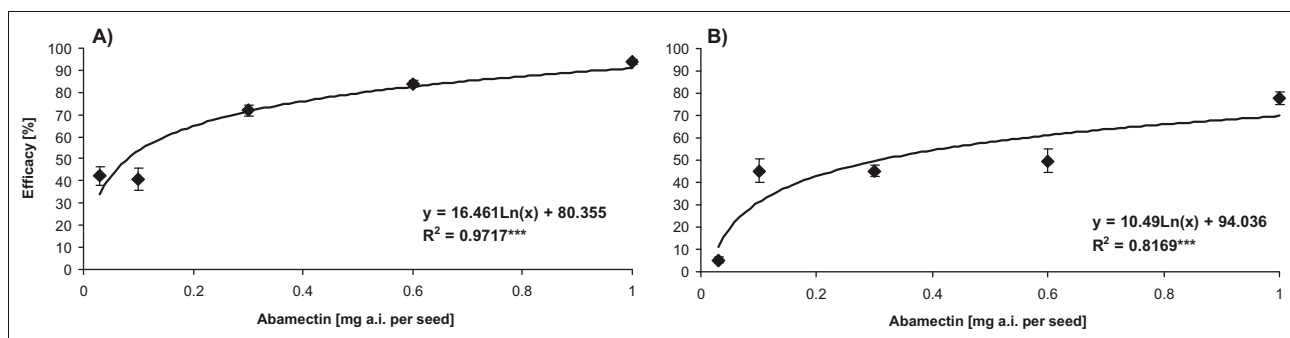 A)
100
90
80
70
60
50
40
30
20
10
0
Efficacy [%]
y = 16.461Ln(x) + 80.355
R² = 0.9717***
0 0.2 0.4 0.6 0.8 1
Abamectin [mg a.i. per seed]
B)
100
90
80
70
60
50
40
30
20
10
0
y = 10.49Ln(x) + 94.036
R² = 0.8169***
0 0.2 0.4 0.6 0.8 1
Abamectin [mg a.i. per seed]